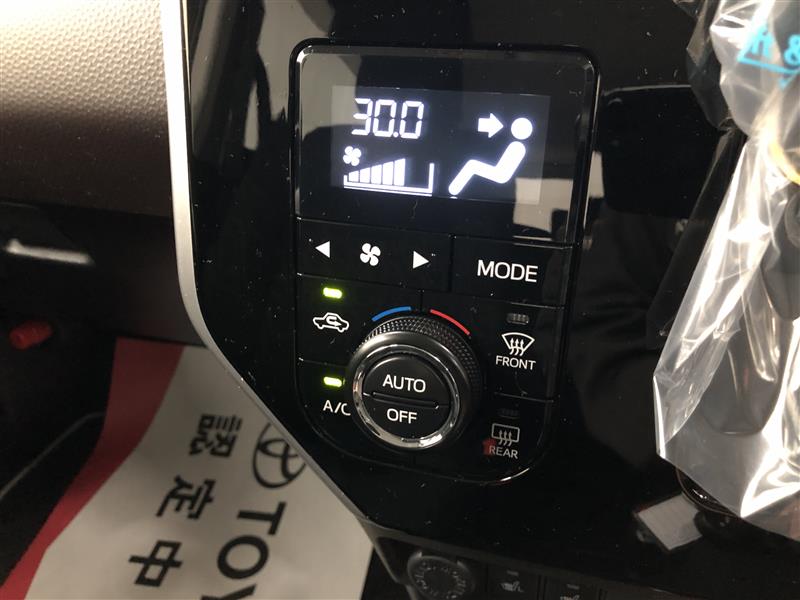 30.0
MODE
FRONT
AUTO
A/C
OFF
REAR
認定中
TOY
&